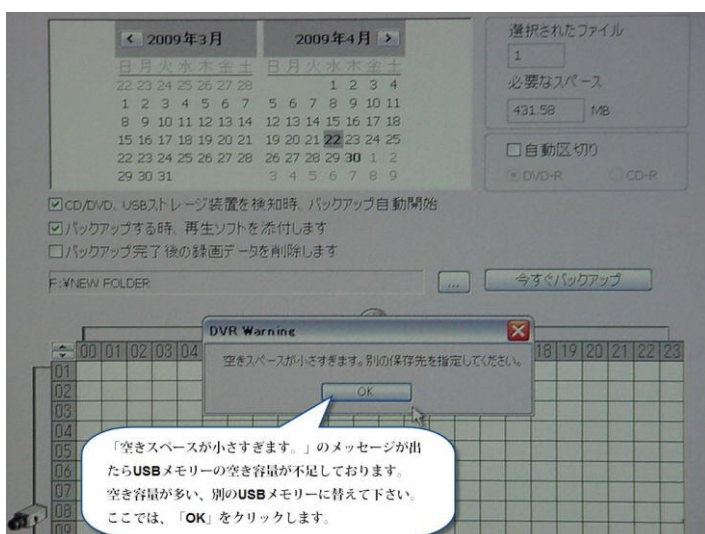 2009年3月
日 月 火 水 木 金 土
22 23 24 25 26 27 28
1 2 3 4 5 6 7
8 9 10 11 12 13 14
15 16 17 18 19 20 21
22 23 24 25 26 27 28
29 30 31
2009年4月
日 月 火 水 木 金 土
1 2 3 4
5 6 7 8 9 10 11
12 13 14 15 16 17 18
19 20 21 22 23 24 25
26 27 28 29 30 1 2
3 4 5 6 7 8 9
選択されたファイル
1
必要なスペース
431.58 MB
自動区切り
DVD-R CD-R
CD/DVD、USBストレージ装置を検知時、バックアップ自動開始
バックアップする時、再生ソフトを添付します
バックアップ完了後の録画データを削除します
F:¥NEW FOLDER
...
今すぐバックアップ
DVR Warning
空きスペースが小さすぎます。別の保存先を指定してください。
OK
00 01 02 03 04 18 19 20 21 22 23
01
02
03
04
05
06
07
08
09
「空きスペースが小さすぎます。」のメッセージが出
たらUSBメモリーの空き容量が不足しております。
空き容量が多い、別のUSBメモリーに替えて下さい。
ここでは、「OK」をクリックします。